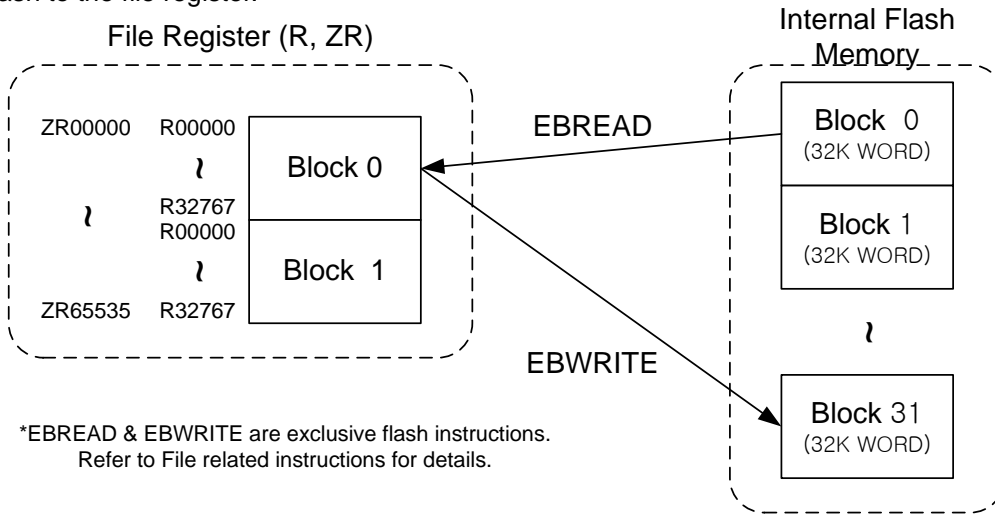 ash to the file register.
File Register (R, ZR)
Internal Flash
Memory
ZR00000 R00000
~
R32767
~
R00000
~
ZR65535 R32767
Block 0
Block 1
EBREAD
EBWRITE
Block 0
(32K WORD)
Block 1
(32K WORD)
~
Block 31
(32K WORD)
*EBREAD & EBWRITE are exclusive flash instructions.
Refer to File related instructions for details.